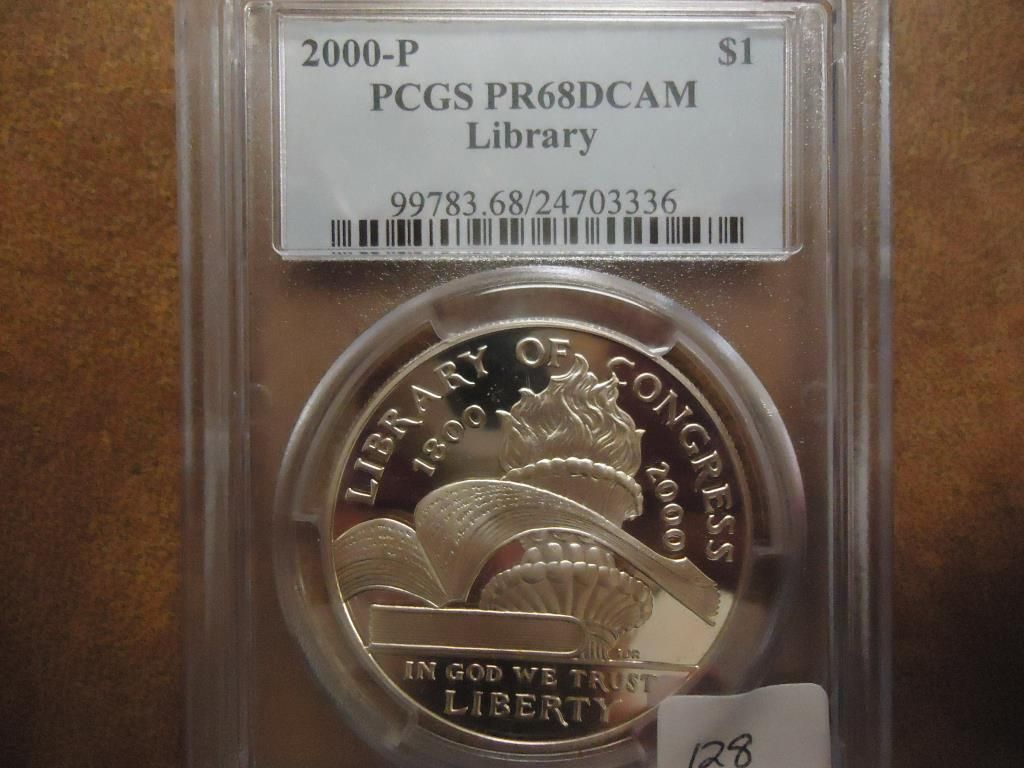 2000-P $1
PCGS PR68DCAM
Library
99783.68/24703336
LIBRARY OF CONGRESS
1800 2000
IN GOD WE TRUST
LIBERTY
128